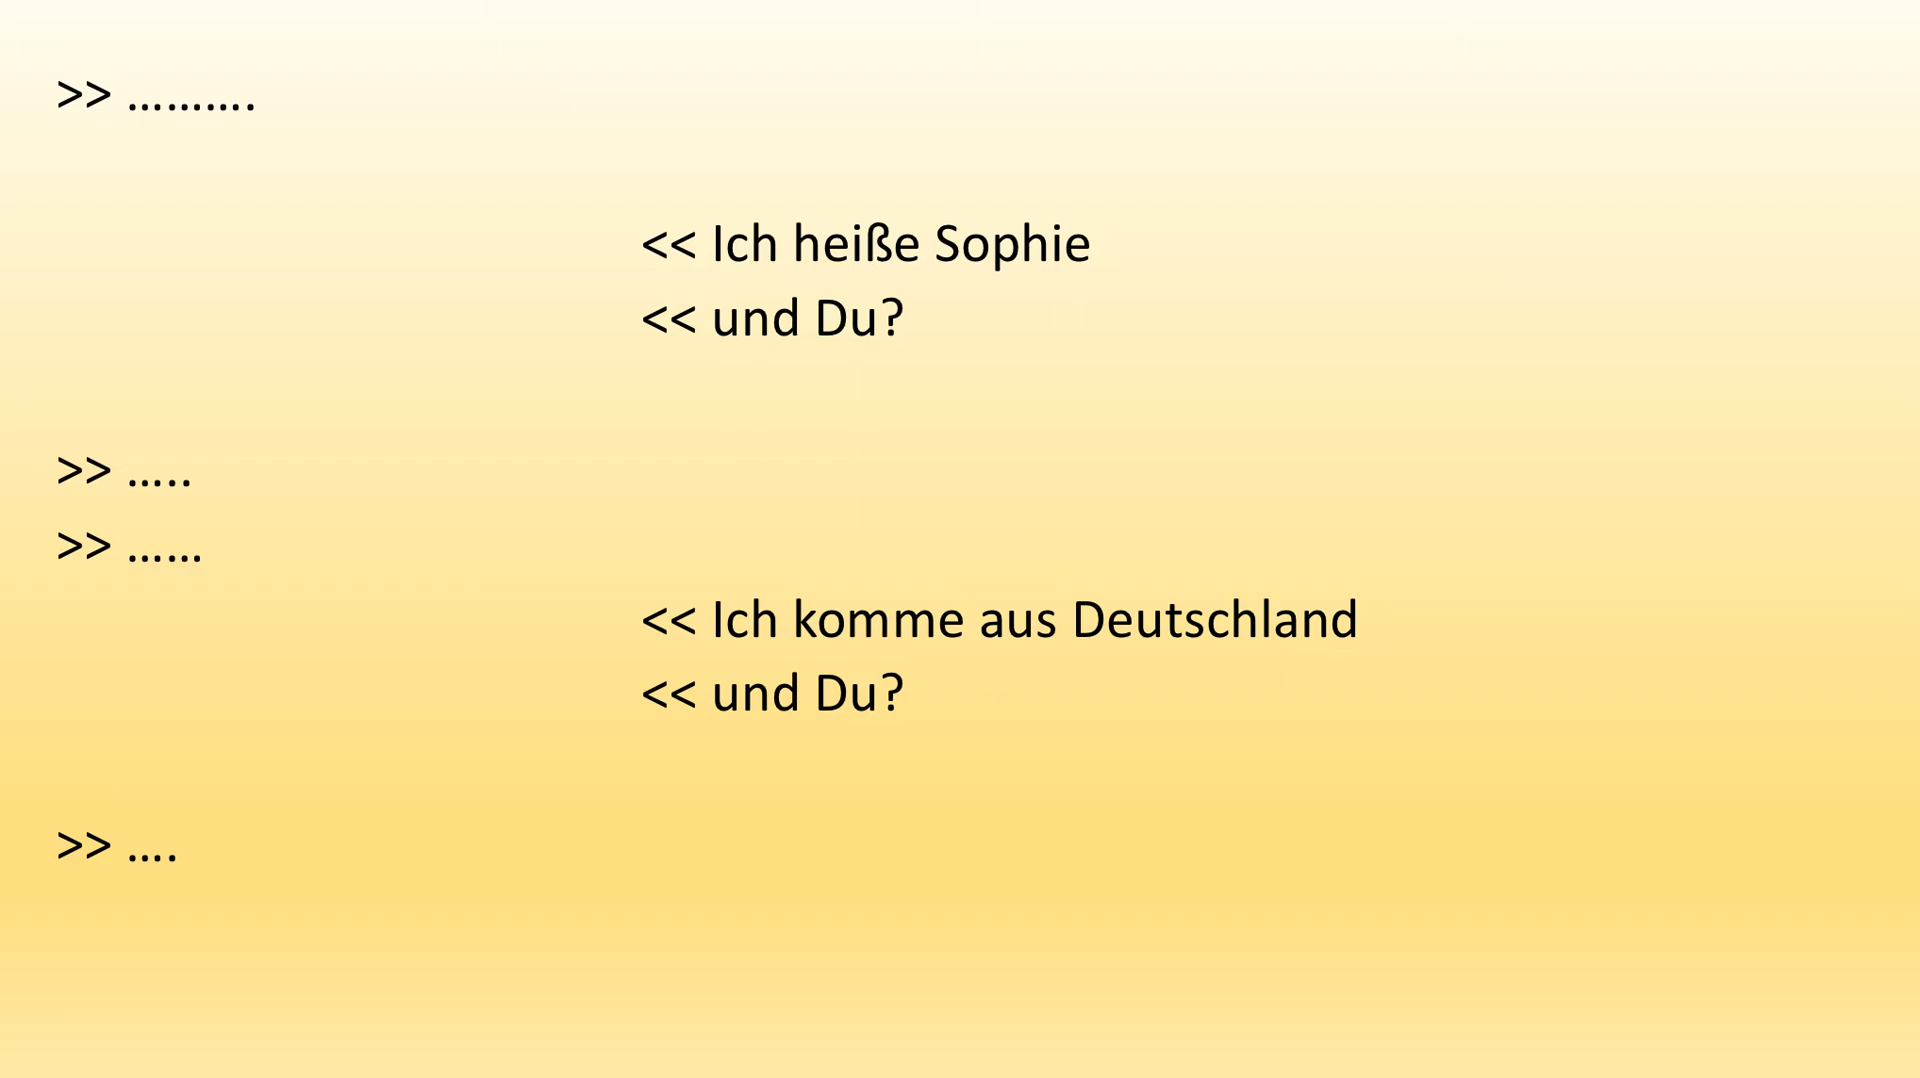 >> ……….
<< Ich heiße Sophie
<< und Du?
>> …..
>> ……
<< Ich komme aus Deutschland
<< und Du?
>> ….